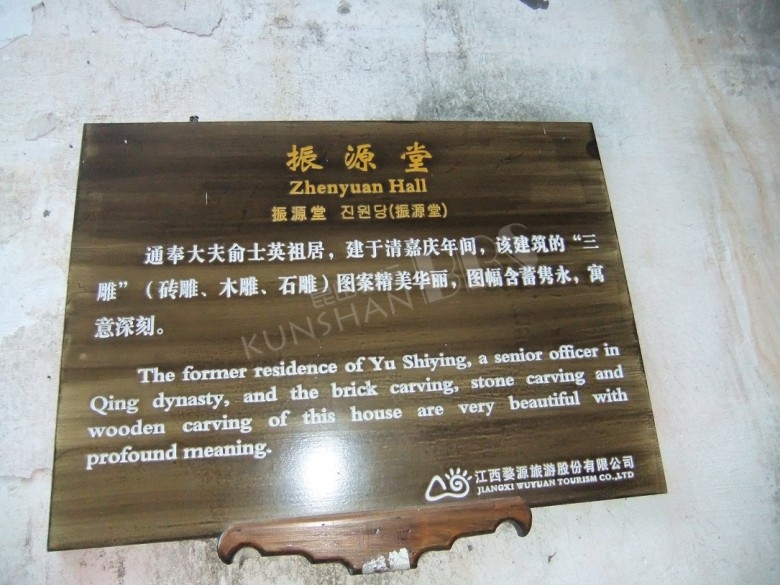 振源堂
Zhenyuan Hall
振源堂 진원당(振源堂)
通奉大夫俞士英祖居，建于清嘉庆年间，该建筑的“三
雕”（砖雕、木雕、石雕）图案精美华丽，图幅含蓄隽永，寓
意深刻。
KUNSHAN BRS
The former residence of Yu Shiying, a senior officer in
Qing dynasty, and the brick carving, stone carving and
wooden carving of this house are very beautiful with
profound meaning.
江西婺源旅游股份有限公司
JIANGXI WUYUAN TOURISM CO.,LTD